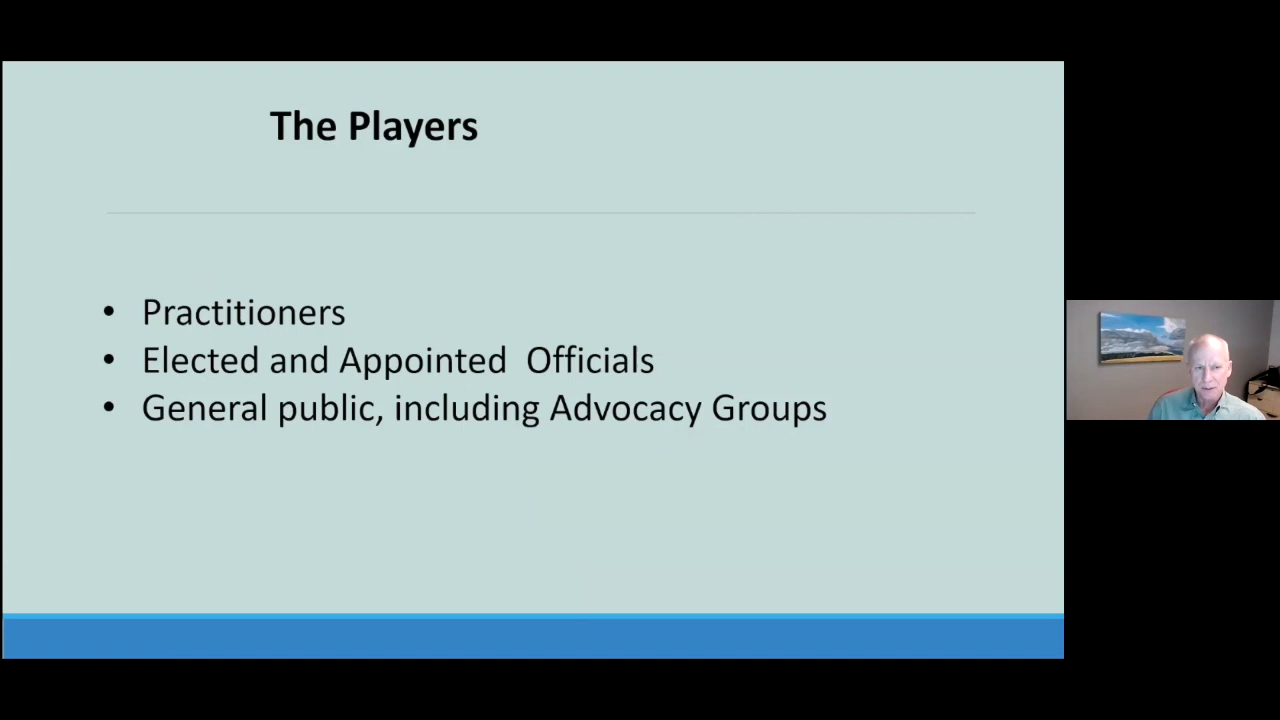 The Players
• Practitioners
• Elected and Appointed  Officials
• General public, including Advocacy Groups